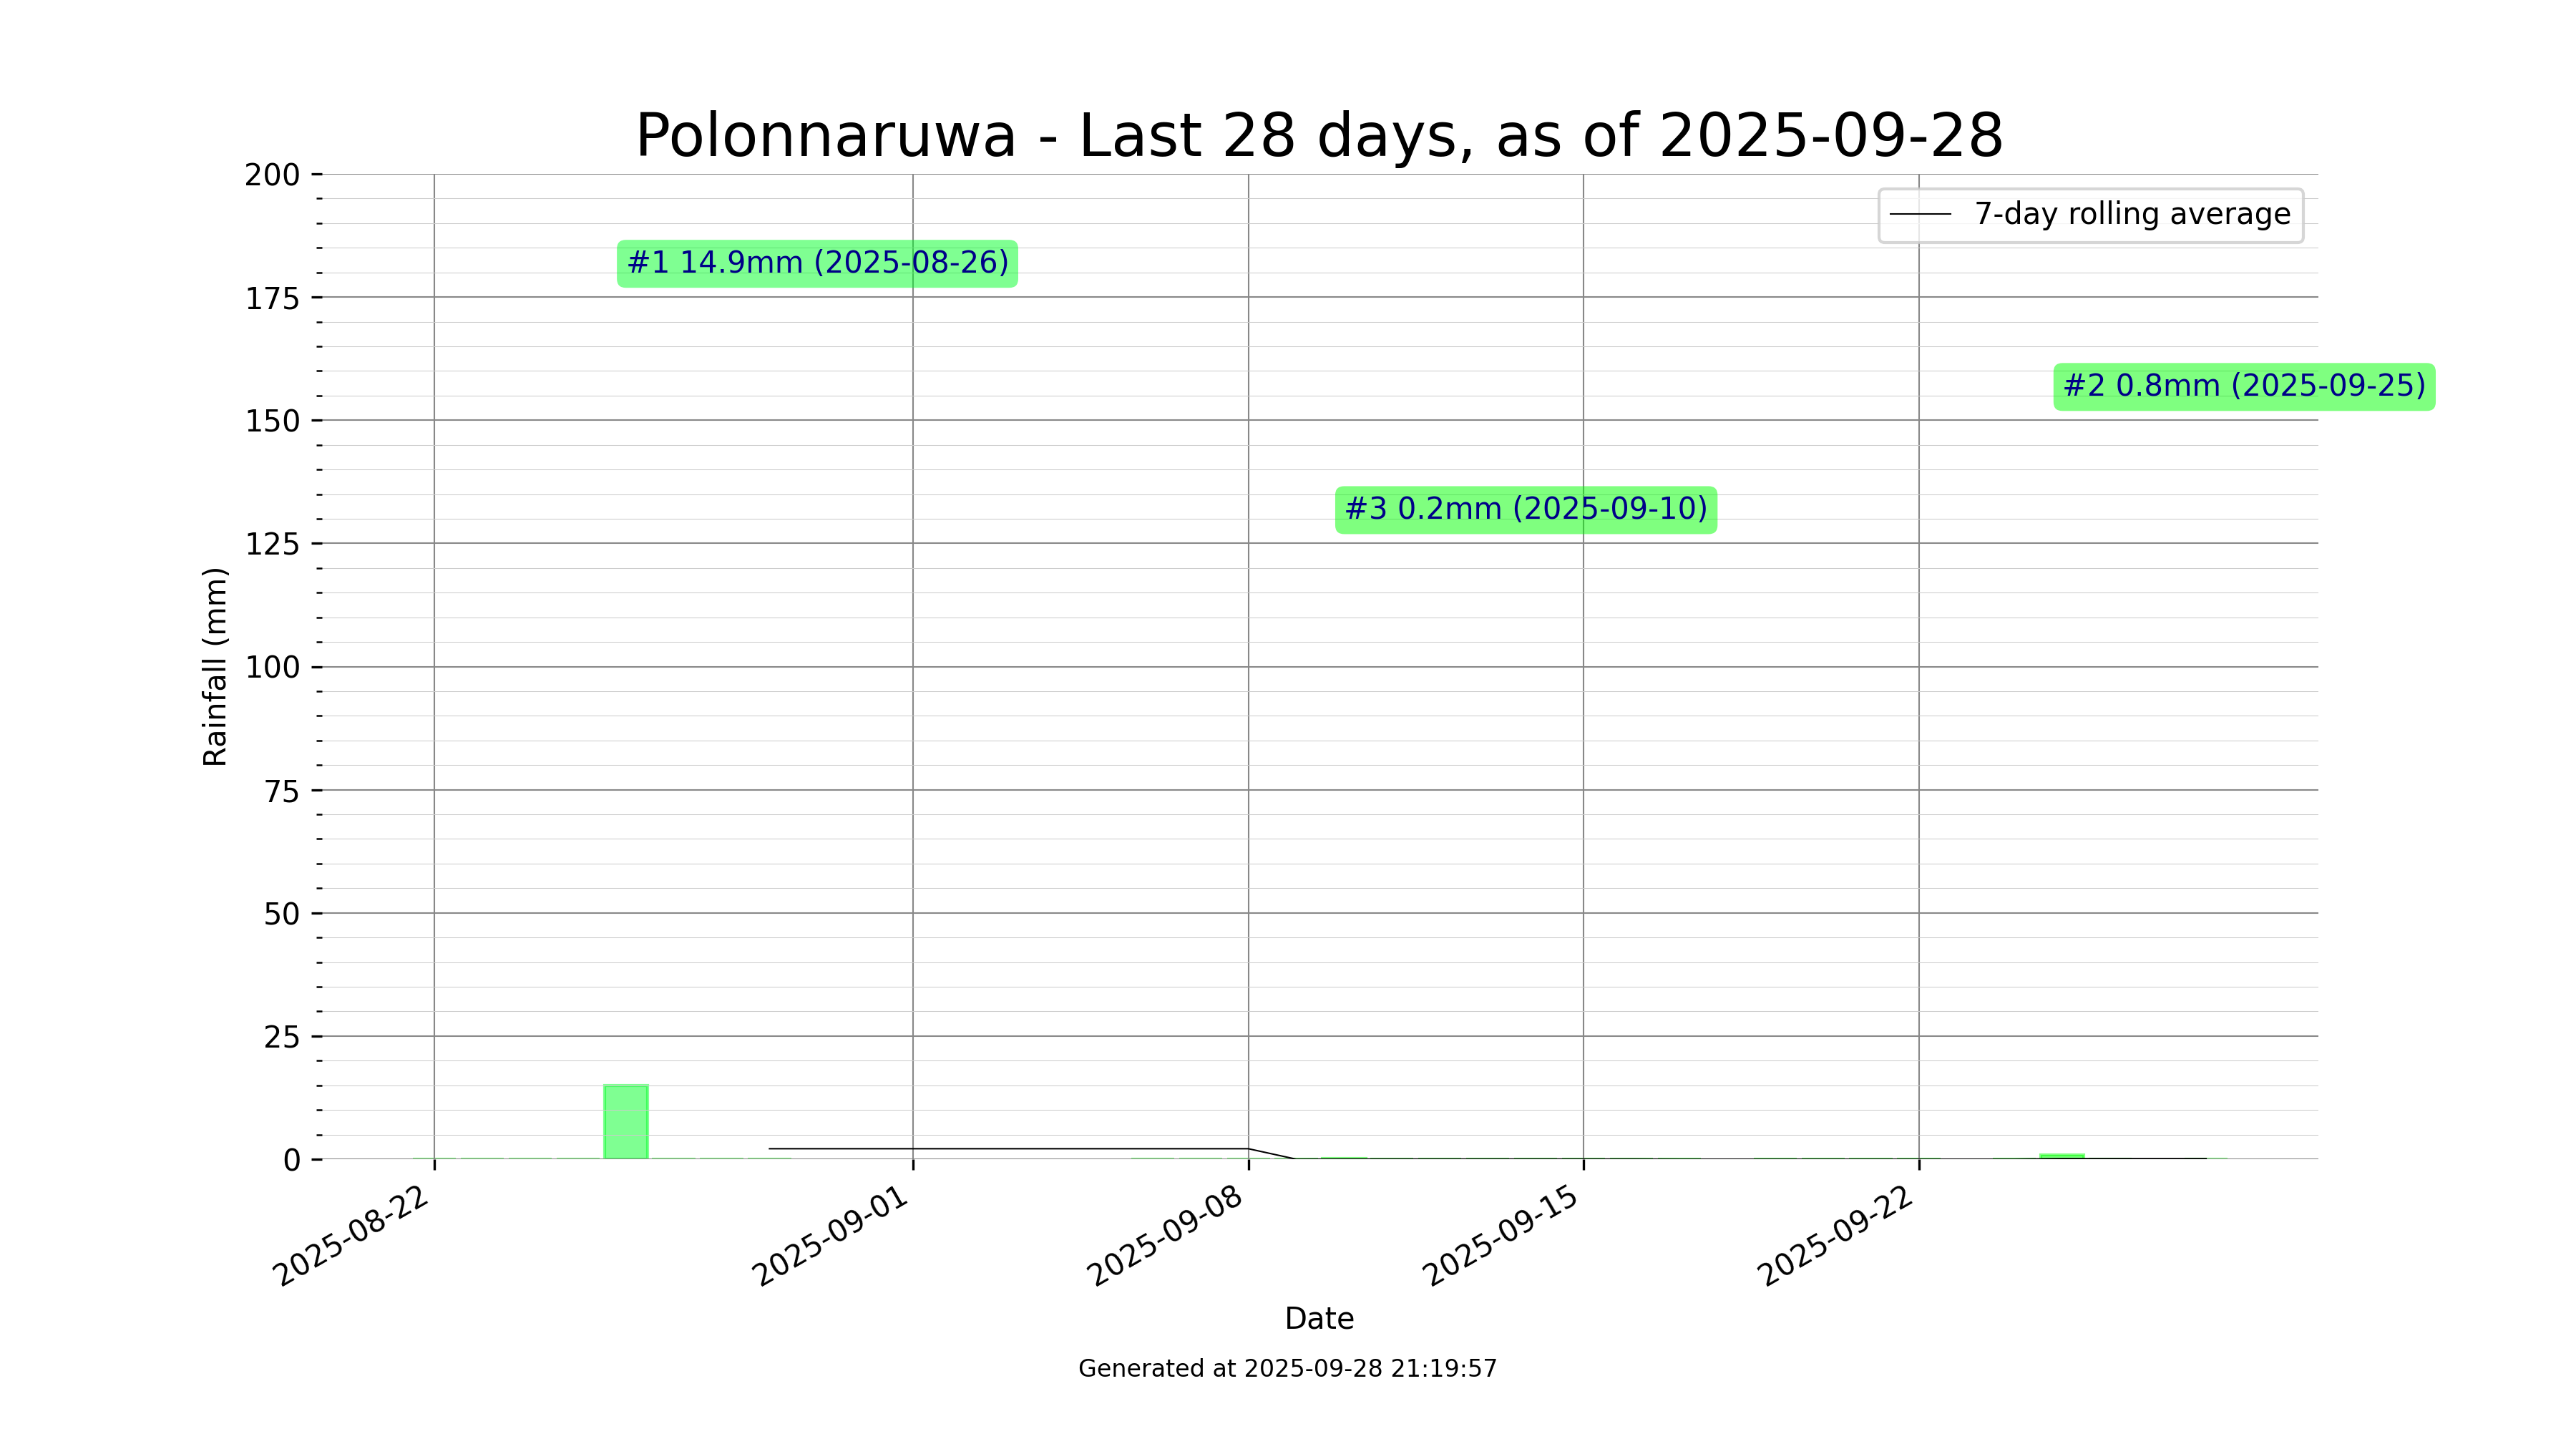 Polonnaruwa - Last 28 days, as of 2025-09-28
200
175
150
125
100
75
50
25
0
Rainfall (mm)
7-day rolling average
#1 14.9mm (2025-08-26)
#2 0.8mm (2025-09-25)
#3 0.2mm (2025-09-10)
2025-08-22
2025-09-01
2025-09-08
2025-09-15
2025-09-22
Date
Generated at 2025-09-28 21:19:57